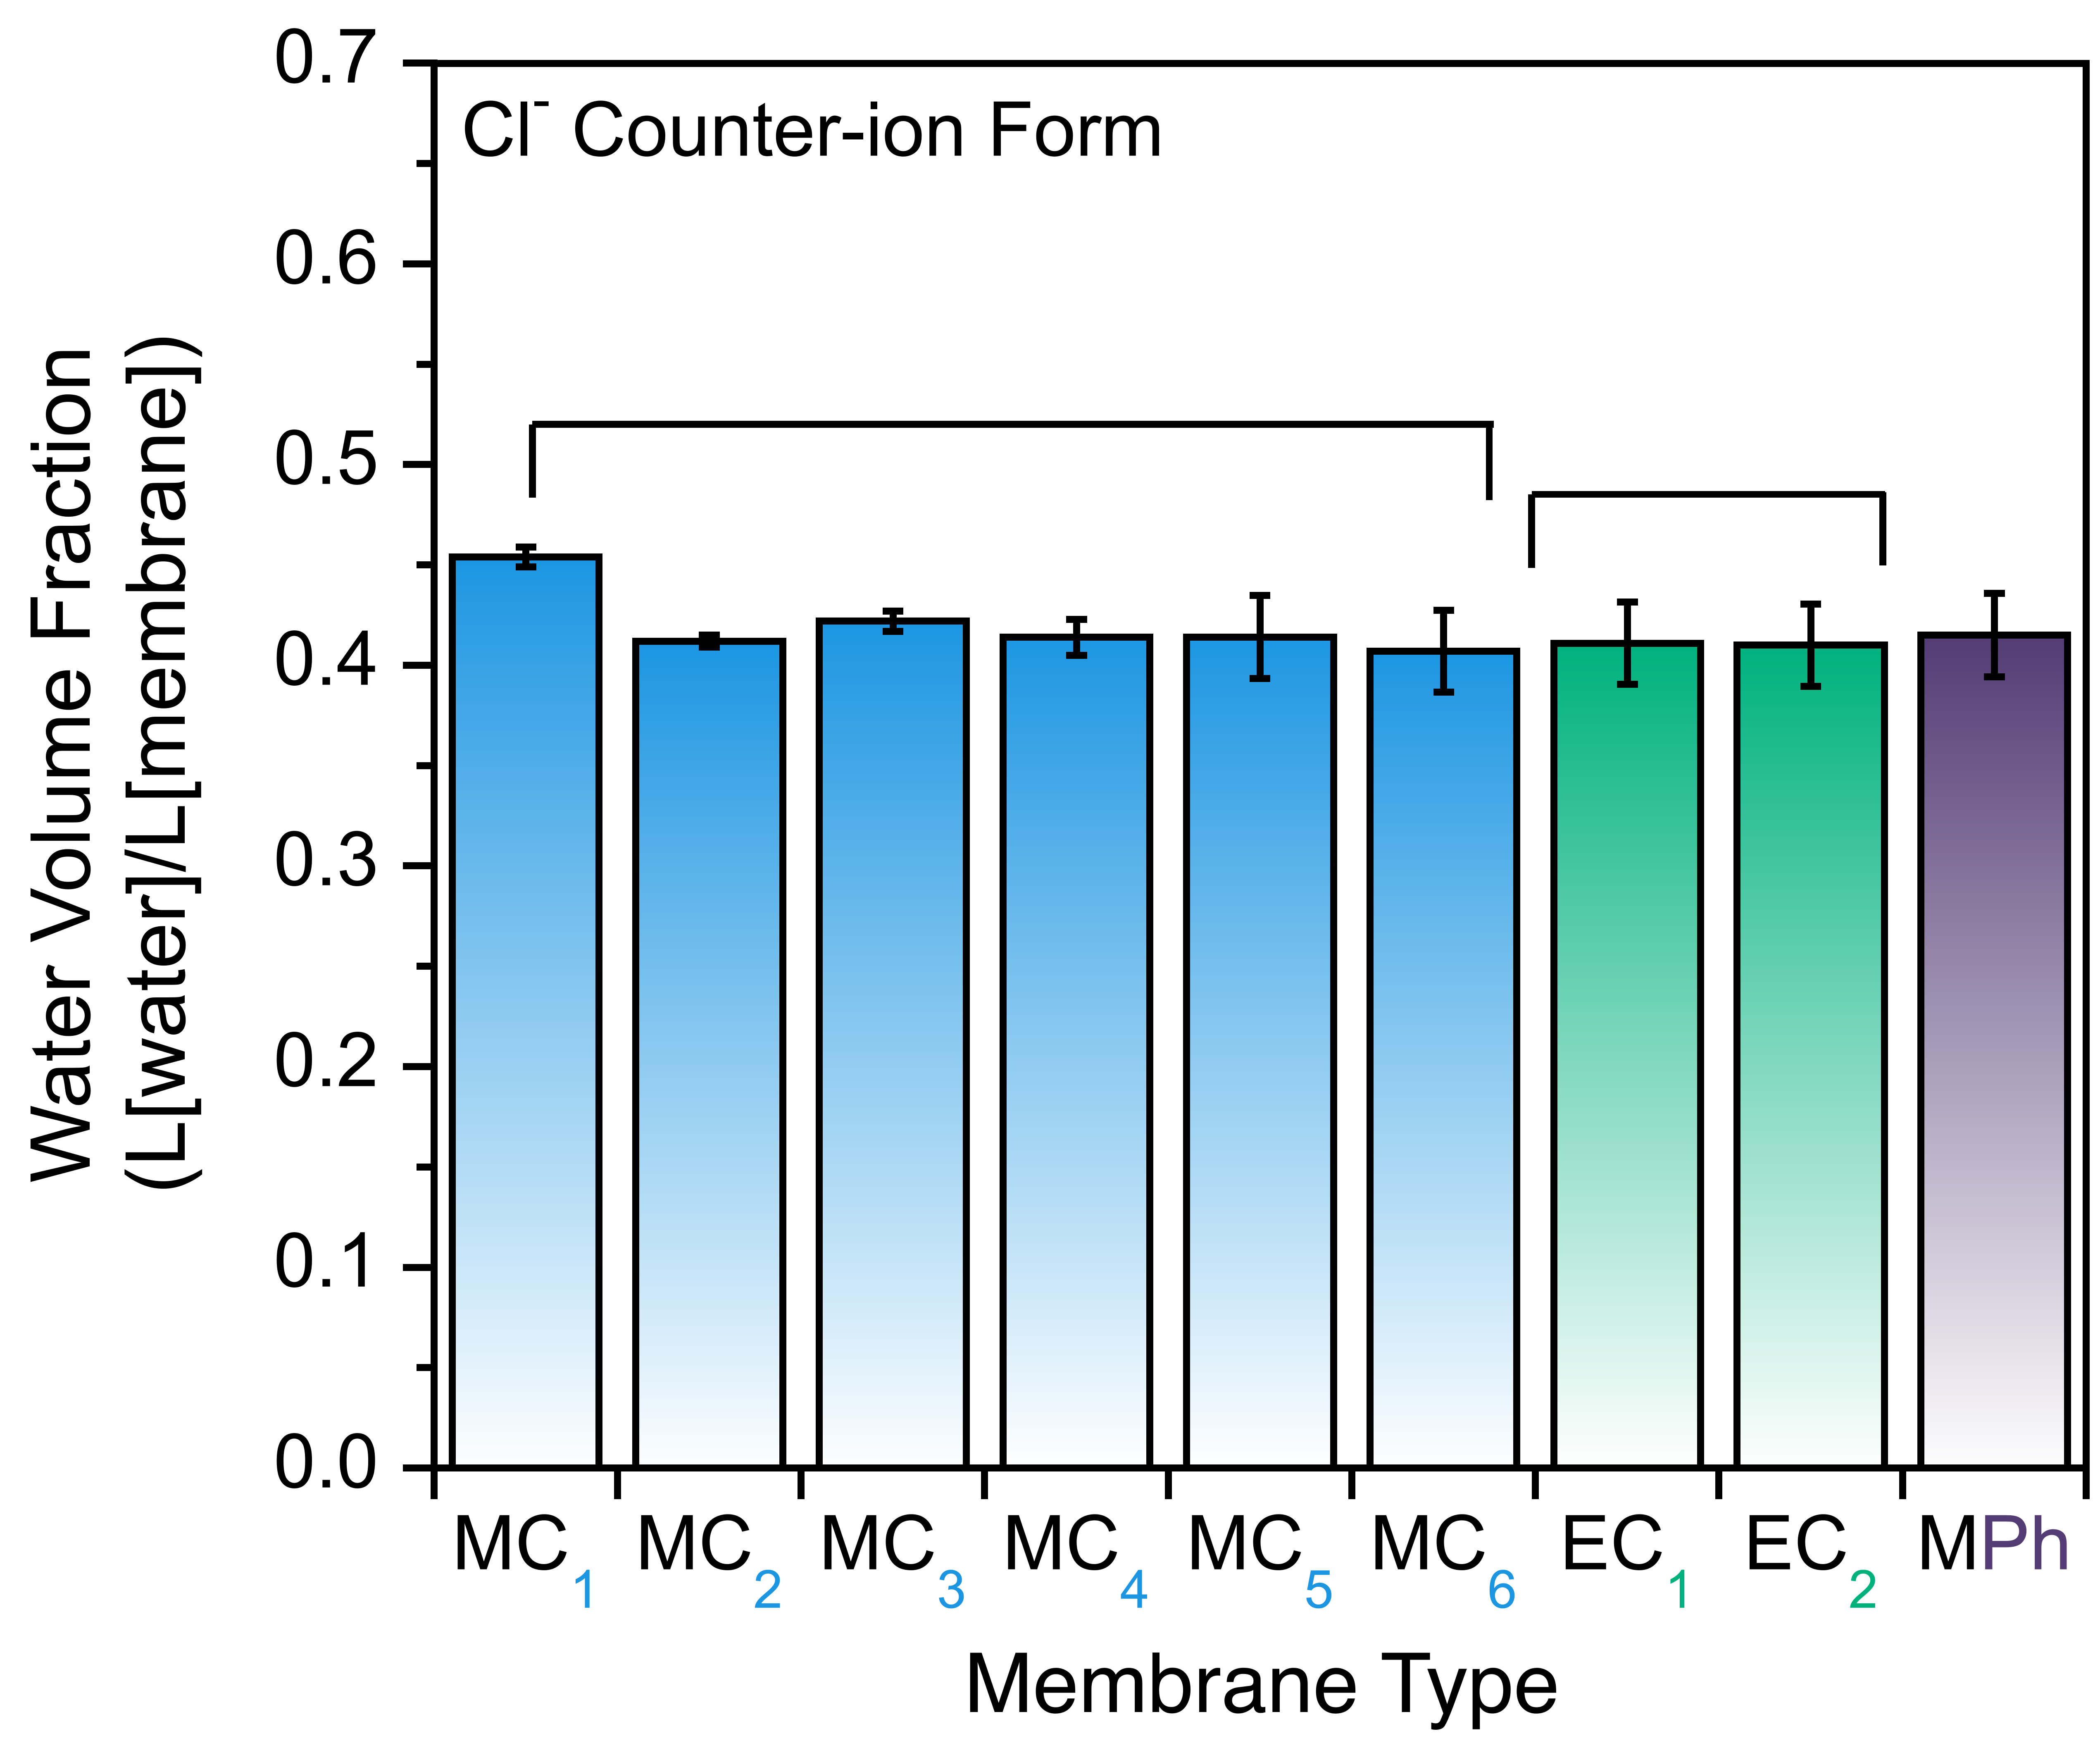 Cl⁻ Counter-ion Form
Water Volume Fraction
(L[water]/L[membrane])
0.7
0.6
0.5
0.4
0.3
0.2
0.1
0.0
MC₁ MC₂ MC₃ MC₄ MC₅ MC₆ EC₁ EC₂ MPh
Membrane Type